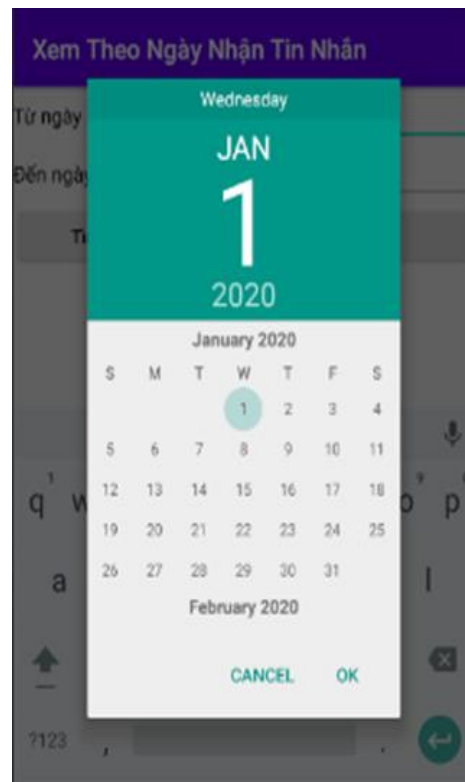 Xem Theo Ngày Nhận Tin Nhắn
Wednesday
Từ ngày
JAN
Đến ngày
1
2020
January 2020
S M T W T F S
1 2 3 4
5 6 7 8 9 10 11
12 13 14 15 16 17 18
19 20 21 22 23 24 25
26 27 28 29 30 31
February 2020
CANCEL OK
1 9
q w o p
a l
?123 , .